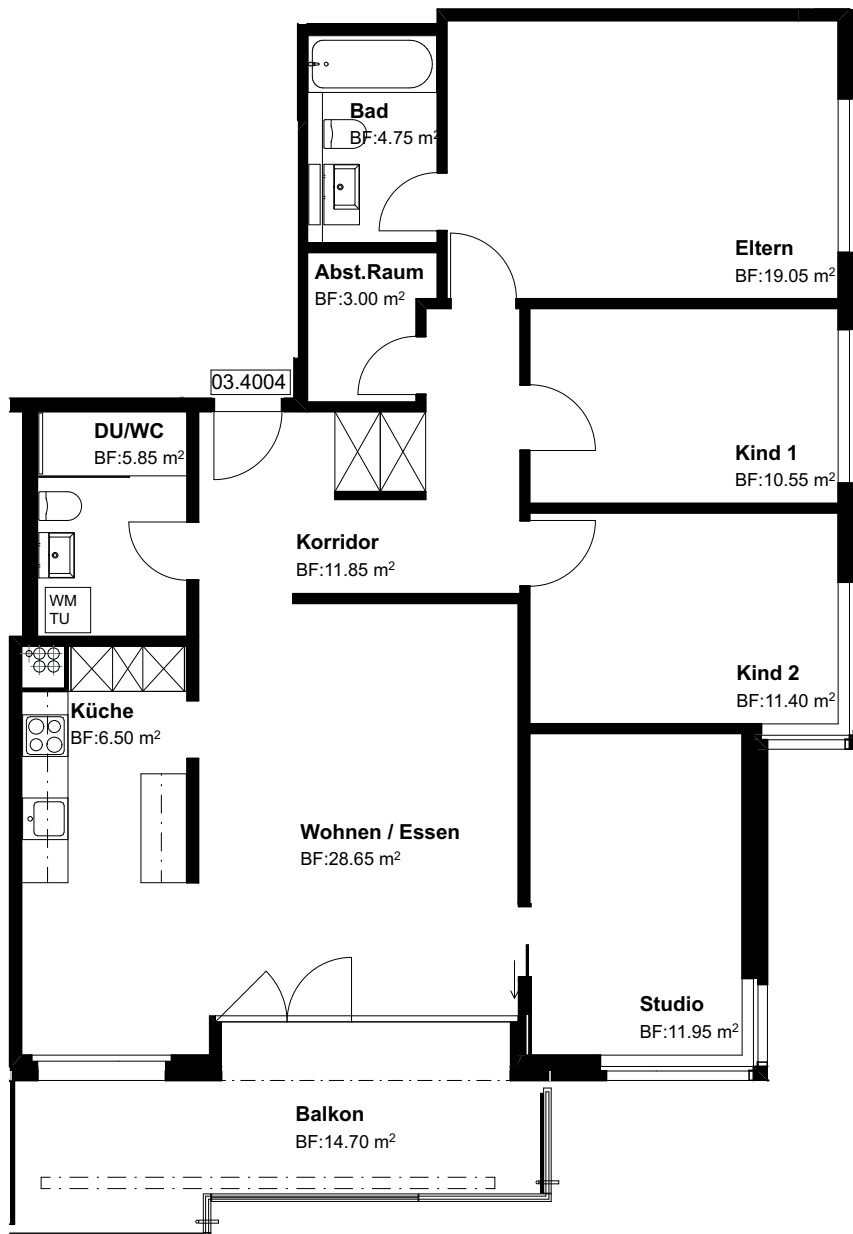 Bad
BF:4.75 m²
Eltern
BF:19.05 m²
Abst.Raum
BF:3.00 m²
03.4004
DU/WC
BF:5.85 m²
Kind 1
BF:10.55 m²
Korridor
BF:11.85 m²
WM
TU
Kind 2
BF:11.40 m²
Küche
BF:6.50 m²
Wohnen / Essen
BF:28.65 m²
Studio
BF:11.95 m²
Balkon
BF:14.70 m²